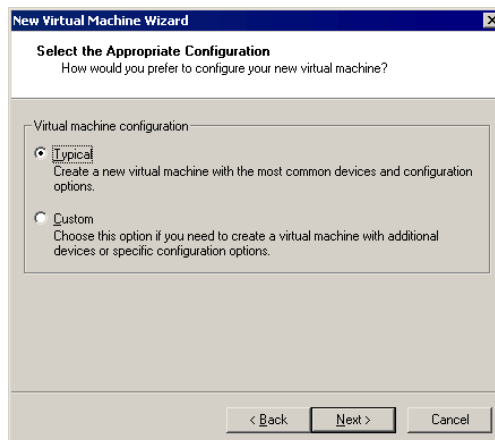 New Virtual Machine Wizard
Select the Appropriate Configuration
How would you prefer to configure your new virtual machine?
Virtual machine configuration
Typical
Create a new virtual machine with the most common devices and configuration
options.
Custom
Choose this option if you need to create a virtual machine with additional
devices or specific configuration options.
< Back
Next >
Cancel